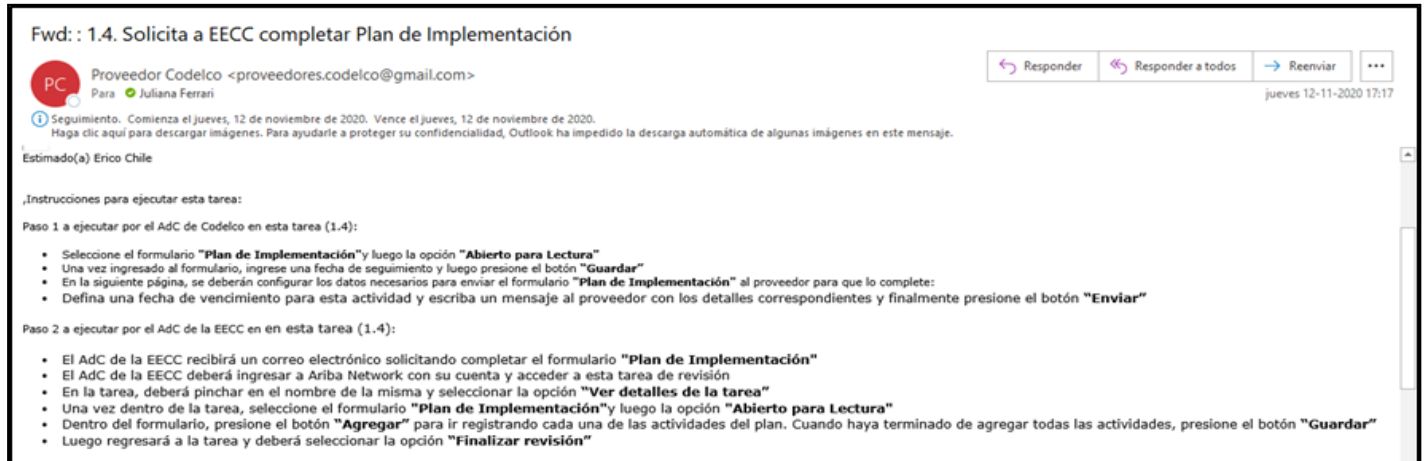 Fwd: : 1.4. Solicita a EECC completar Plan de Implementación
PC
Proveedor Codelco <proveedores.codelco@gmail.com>
Para Juliana Ferrari
Responder
Responder a todos
Reenviar
...
jueves 12-11-2020 17:17
Seguimiento. Comienza el jueves, 12 de noviembre de 2020. Vence el jueves, 12 de noviembre de 2020.
Haga clic aquí para descargar imágenes. Para ayudarle a proteger su confidencialidad, Outlook ha impedido la descarga automática de algunas imágenes en este mensaje.
Estimado(a) Erico Chile
,Instrucciones para ejecutar esta tarea:
Paso 1 a ejecutar por el AdC de Codelco en esta tarea (1.4):
• Seleccione el formulario "Plan de Implementación"y luego la opción "Abierto para Lectura"
• Una vez ingresado al formulario, ingrese una fecha de seguimiento y luego presione el botón "Guardar"
• En la siguiente página, se deberán configurar los datos necesarios para enviar el formulario "Plan de Implementación" al proveedor para que lo complete:
• Defina una fecha de vencimiento para esta actividad y escriba un mensaje al proveedor con los detalles correspondientes y finalmente presione el botón "Enviar"
Paso 2 a ejecutar por el AdC de la EECC en en esta tarea (1.4):
• El AdC de la EECC recibirá un correo electrónico solicitando completar el formulario "Plan de Implementación"
• El AdC de la EECC deberá ingresar a Ariba Network con su cuenta y acceder a esta tarea de revisión
• En la tarea, deberá pinchar en el nombre de la misma y seleccionar la opción "Ver detalles de la tarea"
• Una vez dentro de la tarea, seleccione el formulario "Plan de Implementación"y luego la opción "Abierto para Lectura"
• Dentro del formulario, presione el botón "Agregar" para ir registrando cada una de las actividades del plan. Cuando haya terminado de agregar todas las actividades, presione el botón "Guardar"
• Luego regresará a la tarea y deberá seleccionar la opción "Finalizar revisión"